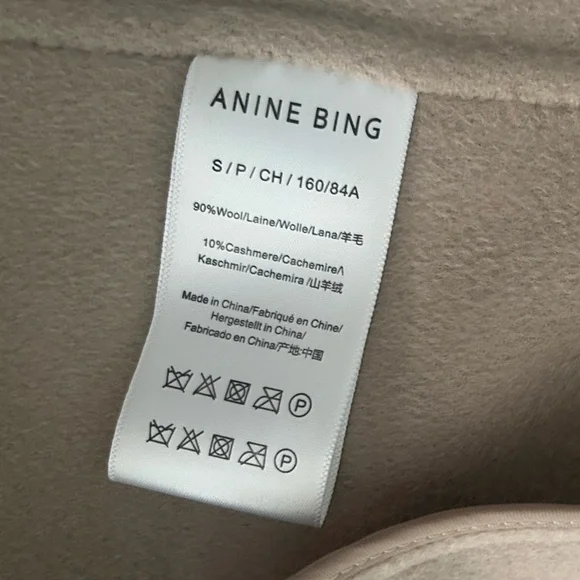 ANINE BING
S/P/CH/160/84A
90%Wool/Laine/Wolle/Lana/羊毛
10%Cashmere/Cachemire/\
Kaschmir/Cachemira /山羊绒
Made in China/Fabriqué en Chine/
Hergestellt in China/
Fabricado en China/产地:中国
P
P